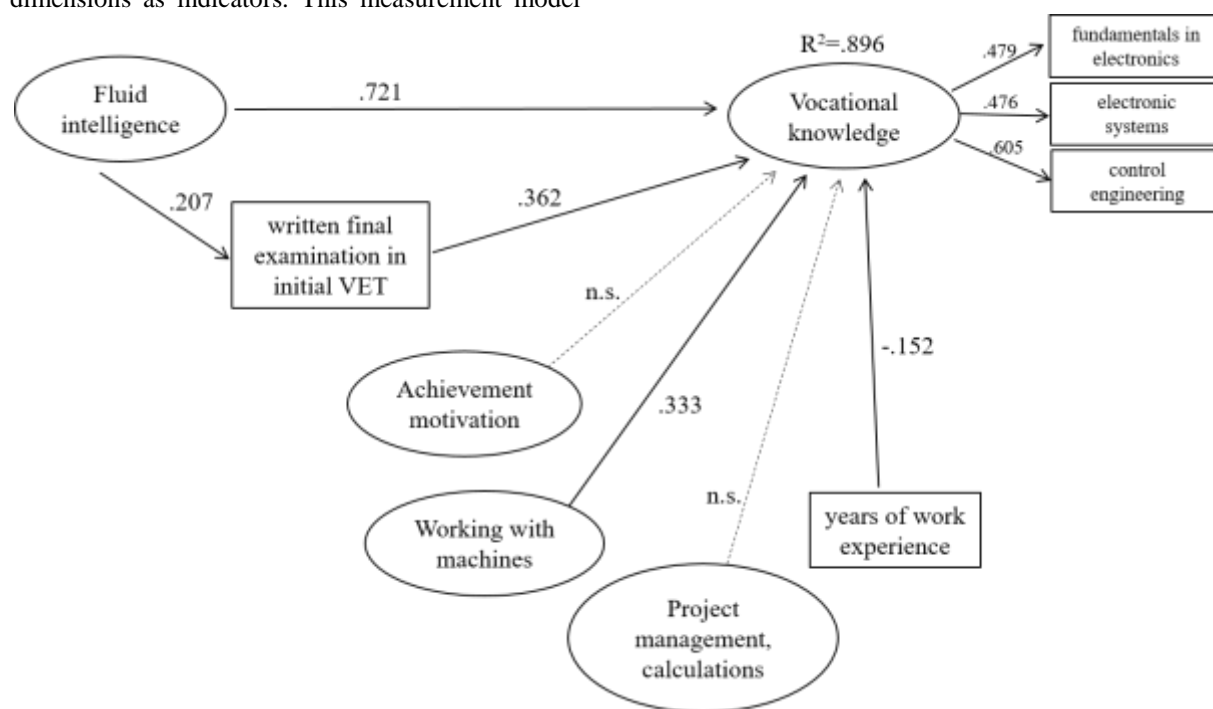 dimensions as indicators. This measurement model
R²=.896
fundamentals in
electronics
.479
Fluid
intelligence
.721
Vocational
knowledge
.476
electronic
systems
.605
control
engineering
.207
.362
written final
examination in
initial VET
n.s.
-.152
Achievement
motivation
.333
n.s.
Working with
machines
years of work
experience
Project
management,
calculations